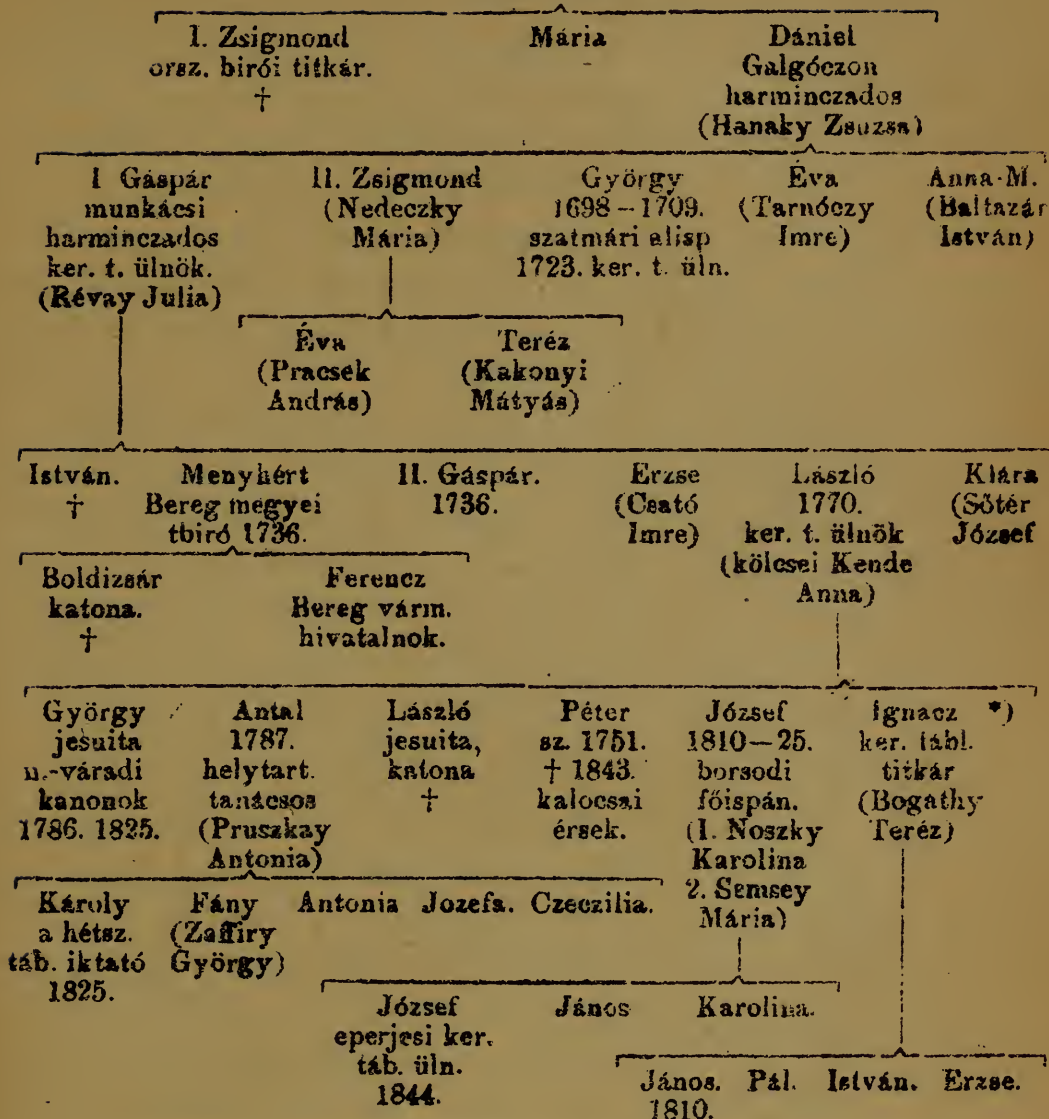 I. Zsigmond Mária Dániel
orsz. birói titkár. Galgóczon
† harminczados
(Hanaky Zsuzsa)
I Gáspár II. Zsigmond György Éva Anna-M.
munkácsi (Nedeczky 1698–1709. (Tarnóczy (Baltazár
harminczados Mária) szatmári alisp Imre) István)
ker. t. ülnök. 1723. ker. t. üln.
(Révay Julia)
Éva Teréz
(Pracsek (Kakonyi
András) Mátyás)
István. Menyhért II. Gáspár. Erzse László Klára
† Bereg megyei 1736. (Csató 1770. (Sőtér
tbiró 1736. Imre) ker. t. ülnök József
Boldizsár Ferencz (kölcsei Kende
katona. Bereg várm. Anna)
† hivatalnok.
György Antal László Péter József Ignacz *)
jesuita 1787. jesuita, sz. 1751. 1810–25. ker. tábl.
n.-váradi helytart. katona † 1843. borsodi titkár
kanonok tanácsos † kalocsai főispán. (Bogáthy
1786. 1825. (Pruszkay érsek. (1. Noszky Teréz)
Antonia) Karolina
Károly Fány Antonia Jozefa. Czeczilia. 2. Semsey
a hétsz. (Zaffiry Mária)
táb. iktató György)
1825.
József János Karolina.
eperjesi ker.
táb. üln.
1844.
János. Pál. István. Erzse.
1810.